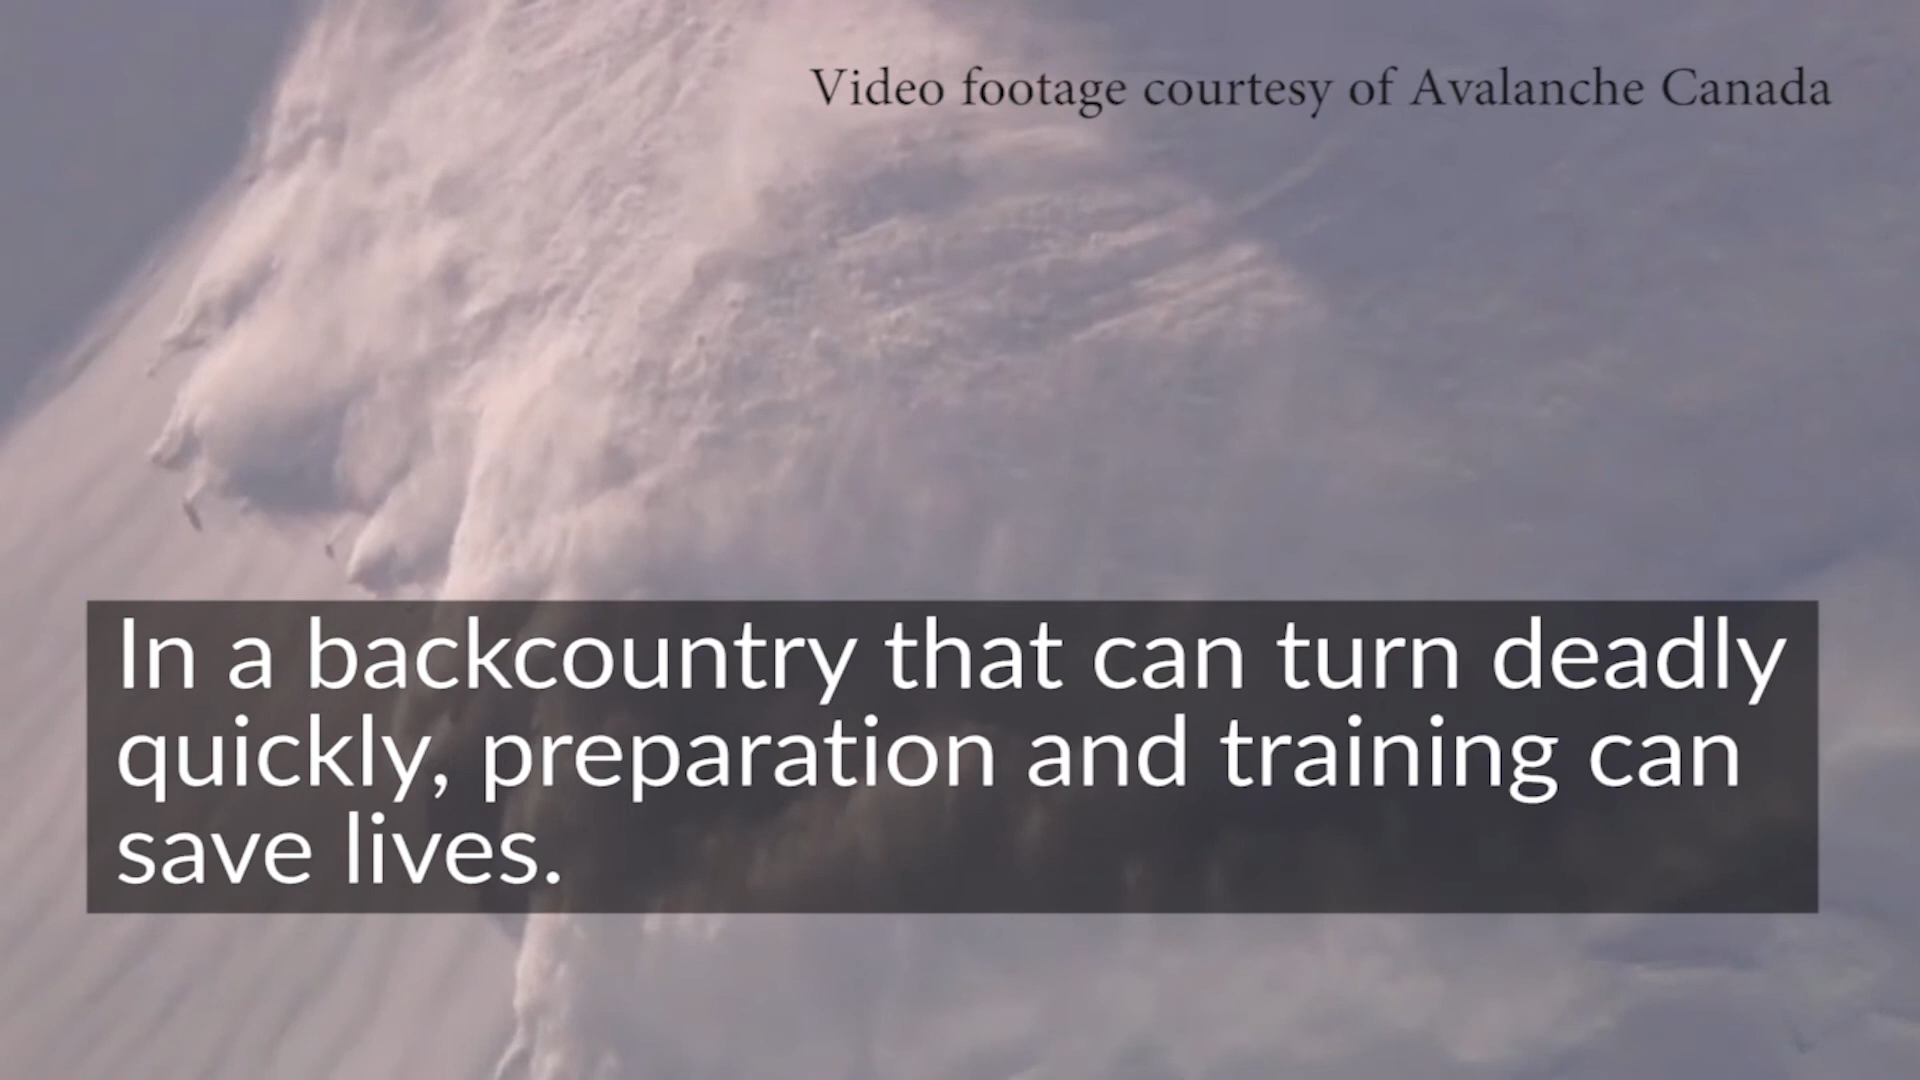 Video footage courtesy of Avalanche Canada
In a backcountry that can turn deadly
quickly, preparation and training can
save lives.